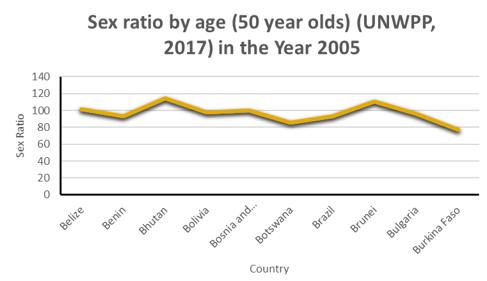 Sex ratio by age (50 year olds) (UNWPP,
2017) in the Year 2005
140
120
100
80
60
40
20
0
Sex Ratio
Belize
Benin
Bhutan
Bolivia
Bosnia and...
Botswana
Brazil
Brunei
Bulgaria
Burkina Faso
Country